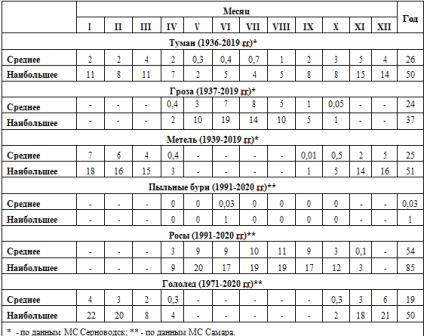 Месяц Год
I II III IV V VI VII VIII IX X XI XII
Туман (1936-2019 гг)*
Среднее 2 2 4 2 0,3 0,4 0,7 1 2 3 5 4 26
Наибольшее 11 8 11 7 2 5 4 5 8 8 15 14 50
Гроза (1937-2019 гг)*
Среднее - - - 0,4 3 7 8 5 1 0,05 - - 24
Наибольшее - - - 2 10 19 14 10 5 1 - - 37
Метель (1939-2019 гг)*
Среднее 7 6 4 0,4 - - - - 0,01 0,5 2 5 25
Наибольшее 18 16 15 3 - - - - 1 5 14 16 51
Пыльные бури (1991-2020 гг)**
Среднее - - - 0 0 0,03 0 0 0 0 - - 0,03
Наибольшее - - - 0 0 1 0 0 0 0 - - 1
Росы (1991-2020 гг)**
Среднее - - - 3 9 9 10 11 9 3 0,1 - 54
Наибольшее - - - 9 20 17 19 19 17 12 3 - 85
Гололед (1971-2020 гг)**
Среднее 4 3 2 0,3 - - - - - 0,3 3 6 19
Наибольшее 22 20 8 4 - - - - - 2 18 21 50
* - по данным МС Серноводск; ** - по данным МС Самара.